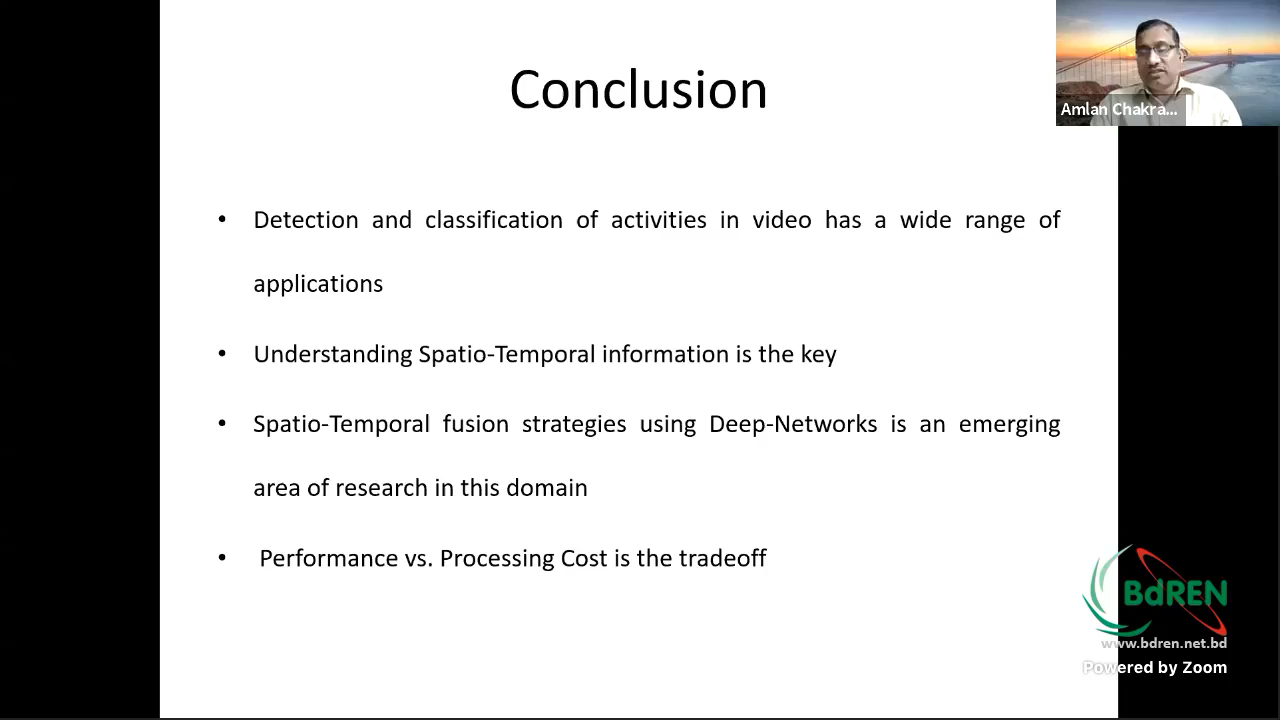 Conclusion
Amlan Chakra...
• Detection and classification of activities in video has a wide range of
applications
• Understanding Spatio-Temporal information is the key
• Spatio-Temporal fusion strategies using Deep-Networks is an emerging
area of research in this domain
• Performance vs. Processing Cost is the tradeoff
BdREN
www.bdren.net.bd
Powered by Zoom